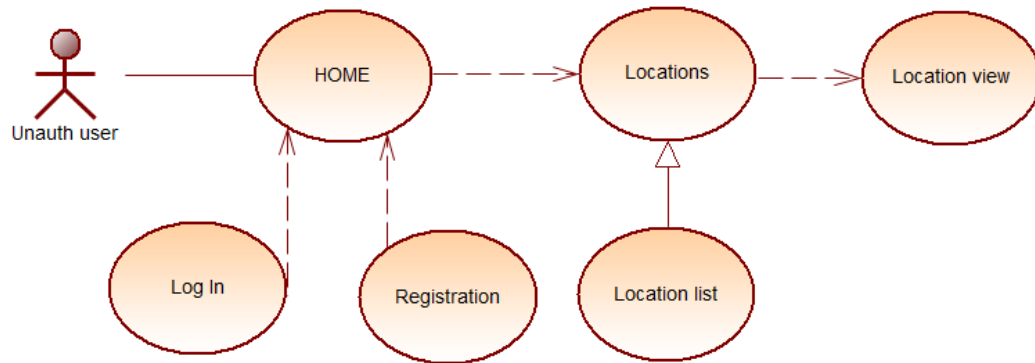 HOME
Locations
Location view
Unauth user
Log In
Registration
Location list